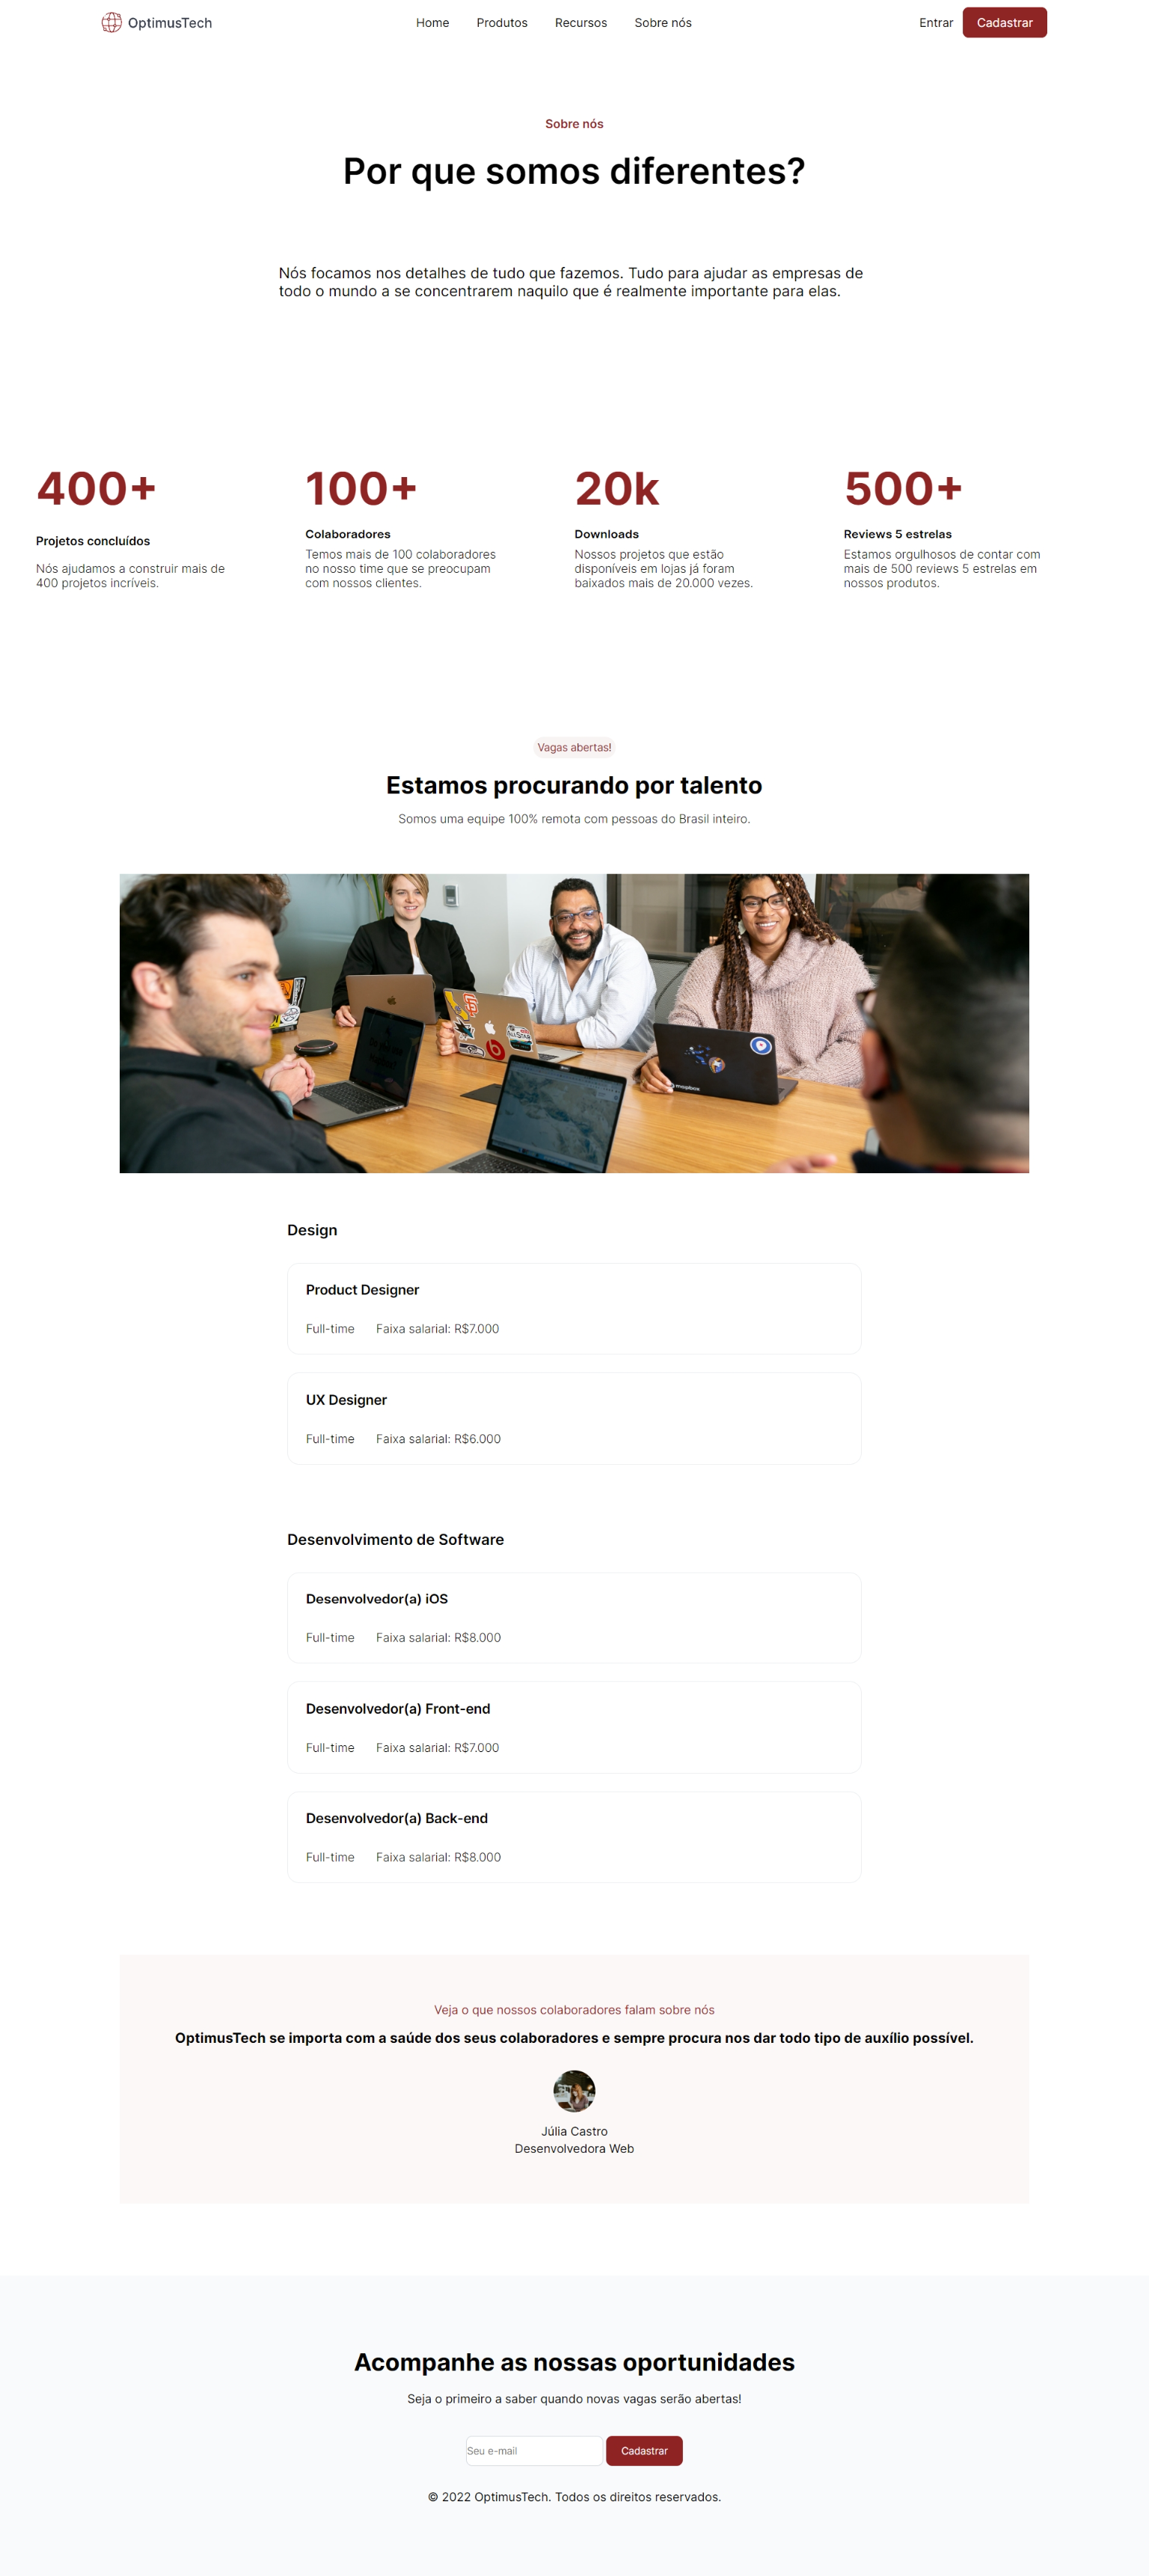 OptimusTech
Home Produtos Recursos Sobre nós
Entrar Cadastrar
Sobre nós
Por que somos diferentes?
Nós focamos nos detalhes de tudo que fazemos. Tudo para ajudar as empresas de
todo o mundo a se concentrarem naquilo que é realmente importante para elas.
400+
Projetos concluídos
Nós ajudamos a construir mais de
400 projetos incríveis.
100+
Colaboradores
Temos mais de 100 colaboradores
no nosso time que se preocupam
com nossos clientes.
20k
Downloads
Nossos projetos que estão
disponíveis em lojas já foram
baixados mais de 20.000 vezes.
500+
Reviews 5 estrelas
Estamos orgulhosos de contar com
mais de 500 reviews 5 estrelas em
nossos produtos.
Vagas abertas!
Estamos procurando por talento
Somos uma equipe 100% remota com pessoas do Brasil inteiro.
mapbox
Design
Product Designer
Full-time Faixa salarial: R$7.000
UX Designer
Full-time Faixa salarial: R$6.000
Desenvolvimento de Software
Desenvolvedor(a) iOS
Full-time Faixa salarial: R$8.000
Desenvolvedor(a) Front-end
Full-time Faixa salarial: R$7.000
Desenvolvedor(a) Back-end
Full-time Faixa salarial: R$8.000
Veja o que nossos colaboradores falam sobre nós
OptimusTech se importa com a saúde dos seus colaboradores e sempre procura nos dar todo tipo de auxílio possível.
Júlia Castro
Desenvolvedora Web
Acompanhe as nossas oportunidades
Seja o primeiro a saber quando novas vagas serão abertas!
Seu e-mail Cadastrar
© 2022 OptimusTech. Todos os direitos reservados.